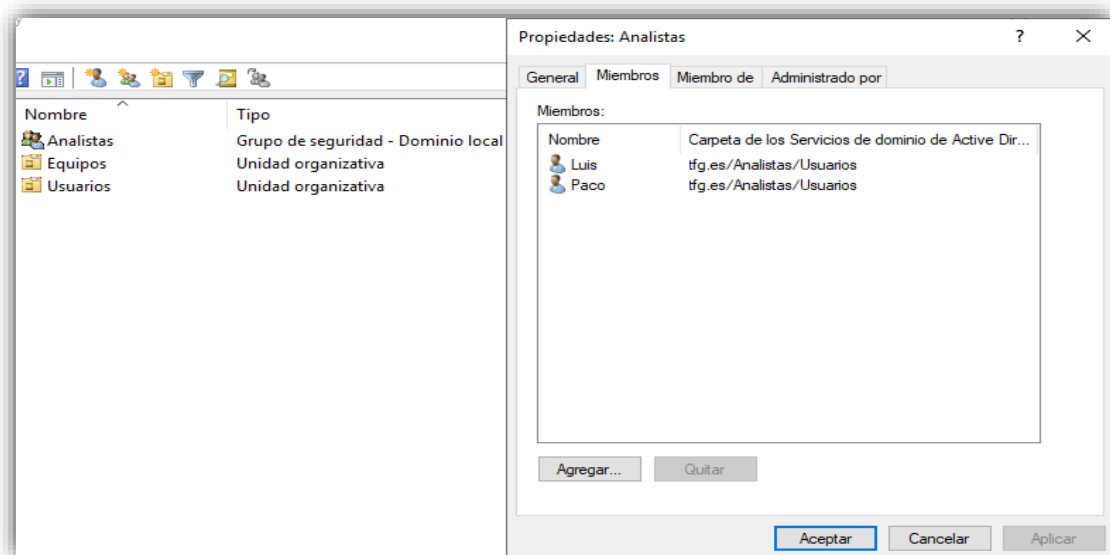 Propiedades: Analistas
General Miembros Miembro de Administrado por
Miembros:
Nombre Carpeta de los Servicios de dominio de Active Dir...
Luis tfg.es/Analistas/Usuarios
Paco tfg.es/Analistas/Usuarios
Agregar... Quitar
Aceptar Cancelar Aplicar
Nombre Tipo
Analistas Grupo de seguridad - Dominio local
Equipos Unidad organizativa
Usuarios Unidad organizativa